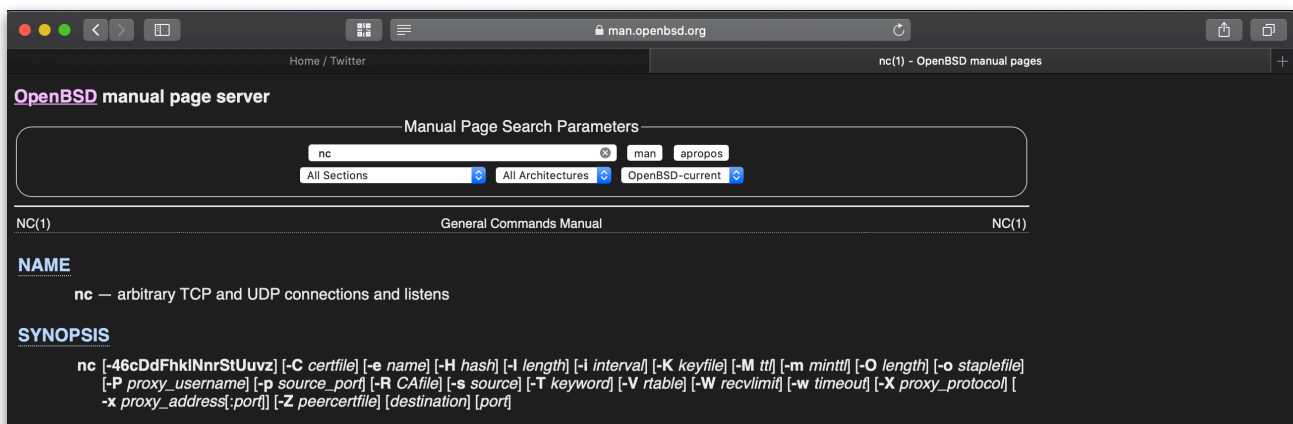 man.openbsd.org
Home / Twitter
nc(1) - OpenBSD manual pages
OpenBSD manual page server
Manual Page Search Parameters
nc
man
apropos
All Sections
All Architectures
OpenBSD-current
NC(1)
General Commands Manual
NC(1)
NAME
nc — arbitrary TCP and UDP connections and listens
SYNOPSIS
nc [-46cDdFhklNnrStUuvz] [-C certfile] [-e name] [-H hash] [-I length] [-i interval] [-K keyfile] [-M ttl] [-m minttl] [-O length] [-o staplefile]
[-P proxy_username] [-p source_port] [-R CAfile] [-s source] [-T keyword] [-V rtable] [-W recvlimit] [-w timeout] [-X proxy_protocol] [
-x proxy_address[:port]] [-Z peercertfile] [destination] [port]